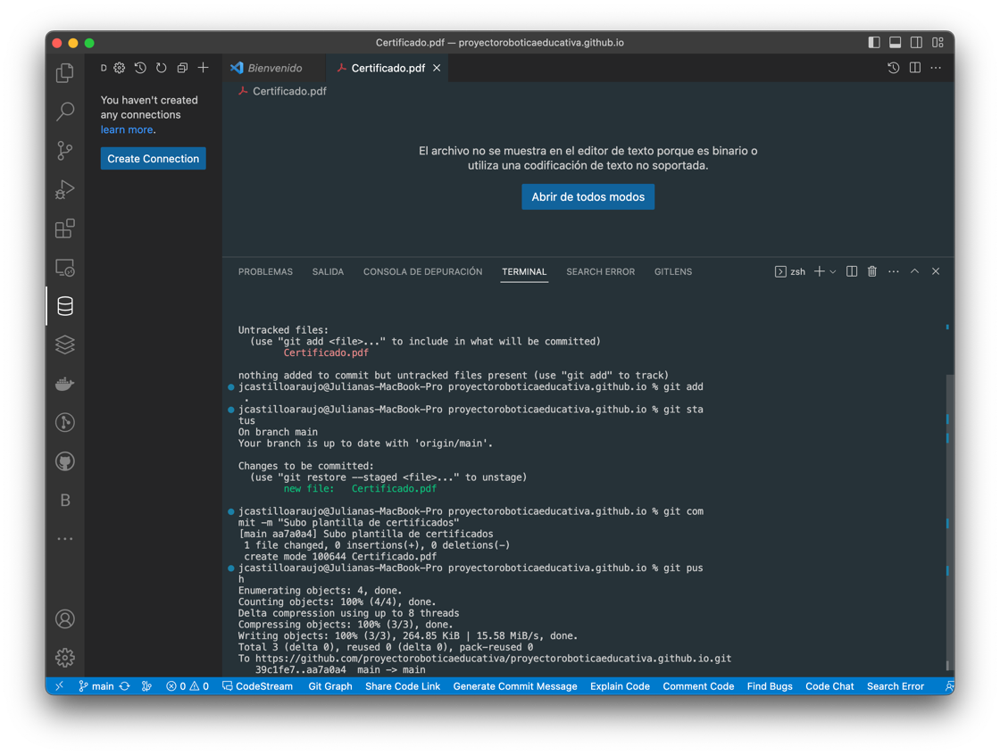 Certificado.pdf — proyectoroboticaeducativa.github.io
D
Bienvenido
Certificado.pdf
Certificado.pdf
You haven't created
any connections
learn more.
Create Connection
El archivo no se muestra en el editor de texto porque es binario o
utiliza una codificación de texto no soportada.
Abrir de todos modos
PROBLEMAS SALIDA CONSOLA DE DEPURACIÓN TERMINAL SEARCH ERROR GITLENS
zsh
Untracked files:
(use "git add <file>..." to include in what will be committed)
Certificado.pdf
nothing added to commit but untracked files present (use "git add" to track)
jcastilloaraujo@Julianas-MacBook-Pro proyectoroboticaeducativa.github.io % git add
.
jcastilloaraujo@Julianas-MacBook-Pro proyectoroboticaeducativa.github.io % git sta
tus
On branch main
Your branch is up to date with 'origin/main'.
Changes to be committed:
(use "git restore --staged <file>..." to unstage)
new file:   Certificado.pdf
jcastilloaraujo@Julianas-MacBook-Pro proyectoroboticaeducativa.github.io % git com
mit -m "Subo plantilla de certificados"
[main aa7a0a4] Subo plantilla de certificados
1 file changed, 0 insertions(+), 0 deletions(-)
create mode 100644 Certificado.pdf
jcastilloaraujo@Julianas-MacBook-Pro proyectoroboticaeducativa.github.io % git pus
h
Enumerating objects: 4, done.
Counting objects: 100% (4/4), done.
Delta compression using up to 8 threads
Compressing objects: 100% (3/3), done.
Writing objects: 100% (3/3), 264.85 KiB | 15.58 MiB/s, done.
Total 3 (delta 0), reused 0 (delta 0), pack-reused 0
To https://github.com/proyectoroboticaeducativa/proyectoroboticaeducativa.github.io.git
39c1fe7..aa7a0a4  main -> main
B
main 0 0 CodeStream Git Graph Share Code Link Generate Commit Message Explain Code Comment Code Find Bugs Code Chat Search Error